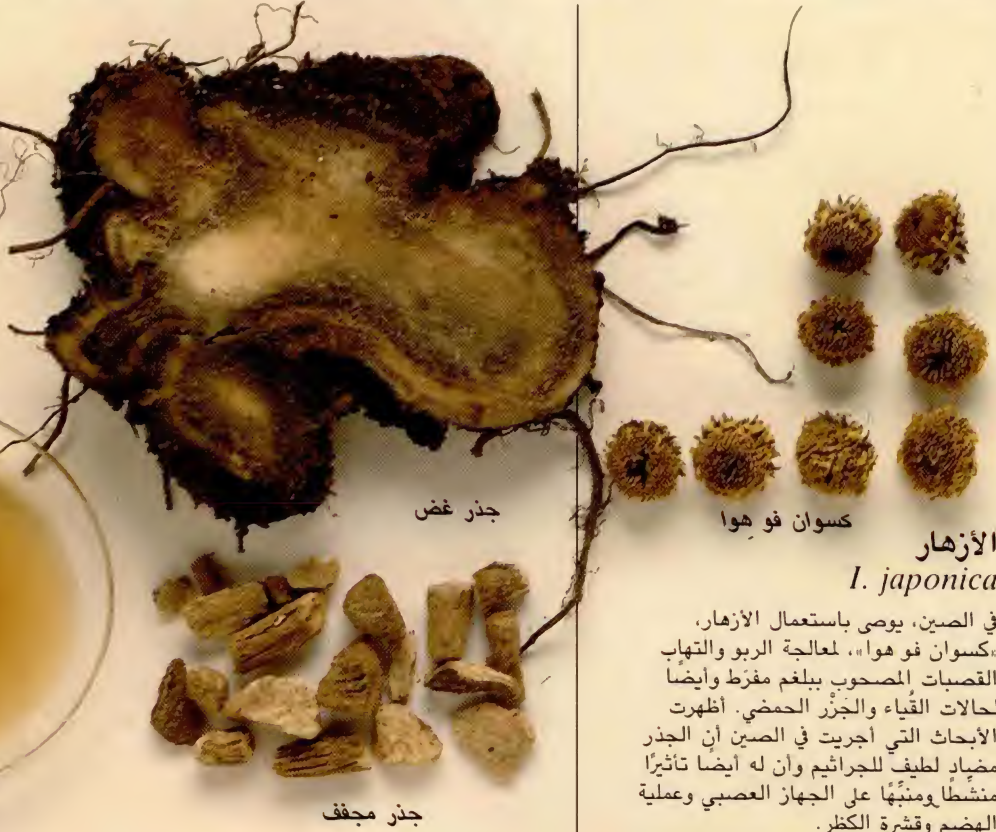 جذر غض
جذر مجفف
كسوان فو هوا
الأزهار
I. japonica
في الصين، يوصى باستعمال الأزهار،
«كسوان فو هوا»، لمعالجة الربو والتهاب
القصبات المصحوب ببلغم مفرّط وأيضًا
لحالات القُياء والجَزْر الحمضي. أظهرت
الأبحاث التي أجريت في الصين أن الجذر
مضاد لطيف للجراثيم وأن له أيضًا تأثيرًا
منشِّطًا ومنبِّهًا على الجهاز العصبي وعملية
الهضم وقشرة الكظر.